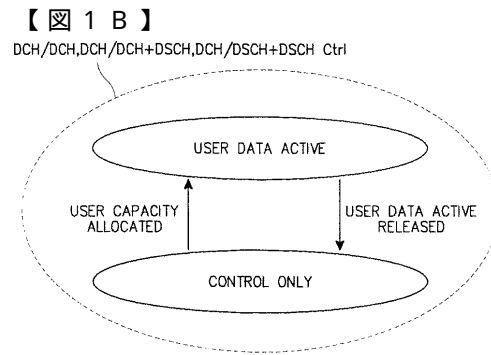 【図1B】
DCH/DCH,DCH/DCH+DSCH,DCH/DSCH+DSCH Ctrl
USER DATA ACTIVE
USER CAPACITY
ALLOCATED
USER DATA ACTIVE
RELEASED
CONTROL ONLY